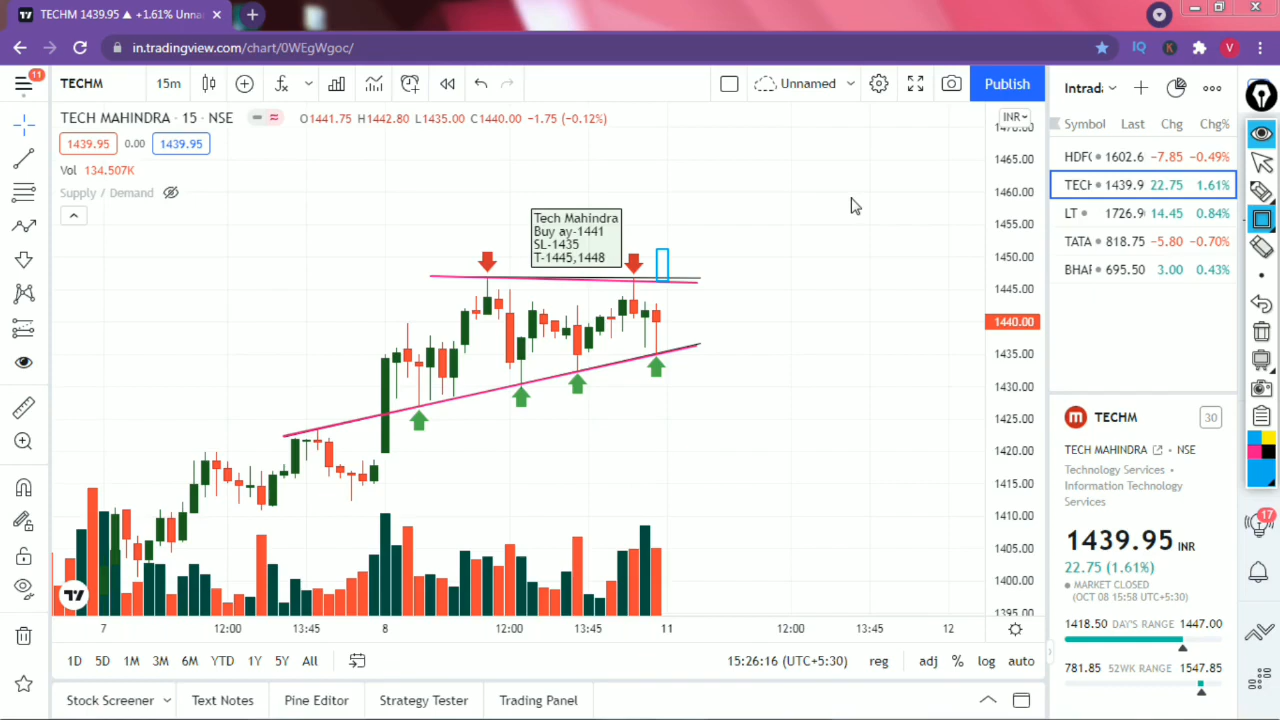 TECHM 1439.95 ▲ +1.61% Unna
in.tradingview.com/chart/0WEgWgoc/
IQ K V
11
TECHM 15m Unnamed Publish
TECH MAHINDRA · 15 · NSE O1441.75 H1442.80 L1435.00 C1440.00 −1.75 (−0.12%)
1439.95 0.00 1439.95
Vol 134.507K
Supply / Demand
Tech Mahindra
Buy ay-1441
SL-1435
T-1445,1448
INR
1470.00
1465.00
1460.00
1455.00
1450.00
1445.00
1440.00
1435.00
1430.00
1425.00
1420.00
1415.00
1410.00
1405.00
1400.00
1395.00
7 12:00 13:45 8 12:00 13:45 11 12:00 13:45 12
1D 5D 1M 3M 6M YTD 1Y 5Y All 15:26:16 (UTC+5:30) reg adj % log auto
Stock Screener Text Notes Pine Editor Strategy Tester Trading Panel
Intrad
Symbol Last Chg Chg%
HDF 1602.6 −7.85 −0.49%
TECH 1439.9 22.75 1.61%
LT 1726.9 14.45 0.84%
TATA 818.75 −5.80 −0.70%
BHAR 695.50 3.00 0.43%
TECHM 30
TECH MAHINDRA • NSE
Technology Services •
Information Technology
Services
1439.95 INR
22.75 (1.61%)
MARKET CLOSED
(OCT 08 15:58 UTC+5:30)
1418.50 DAY'S RANGE 1447.00
781.85 52WK RANGE 1547.85
17